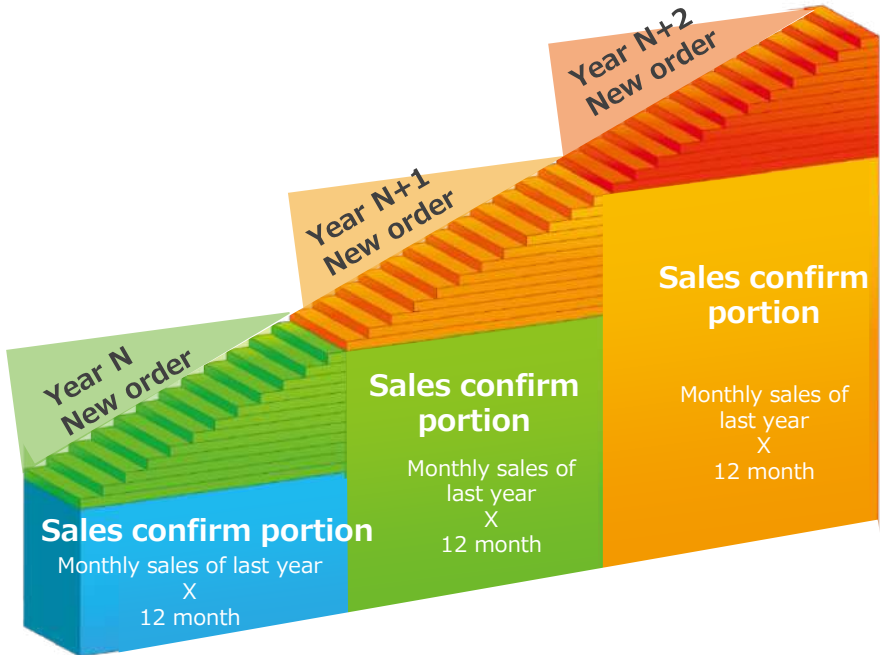 Year N
New order
Year N+1
New order
Year N+2
New order
Sales confirm portion
Monthly sales of last year
X
12 month
Sales confirm
portion
Monthly sales of
last year
X
12 month
Sales confirm
portion
Monthly sales of
last year
X
12 month